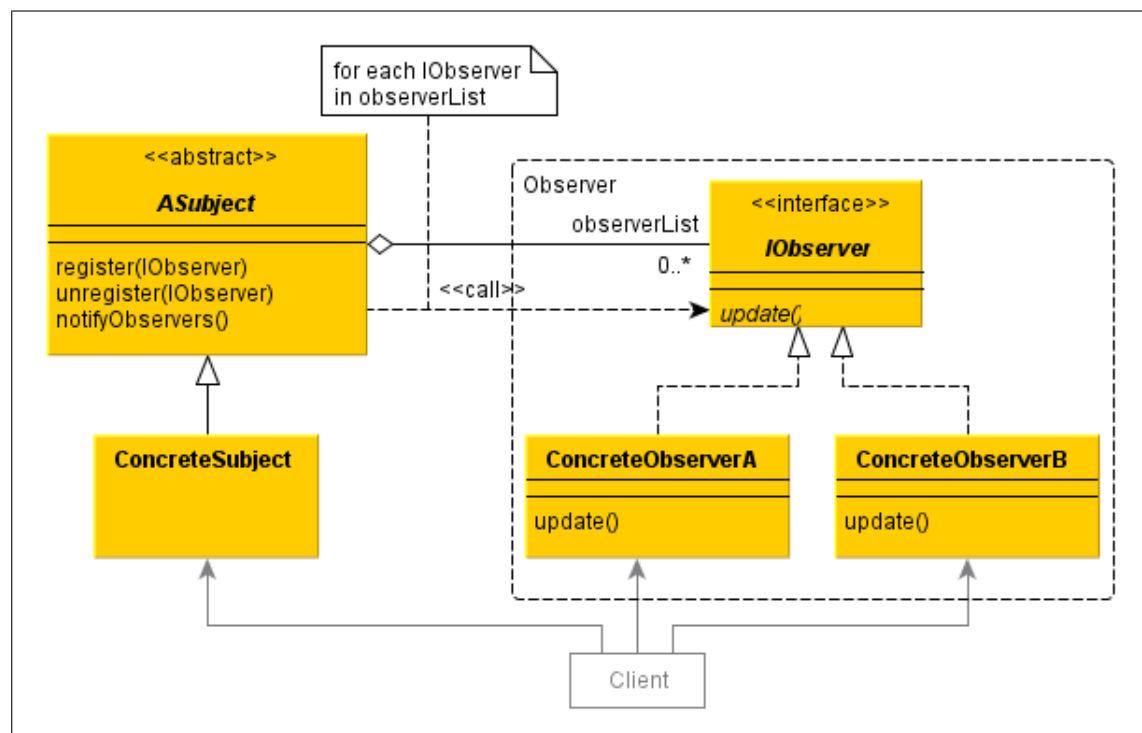 for each IObserver
in observerList
<<abstract>>
ASubject
register(IObserver)
unregister(IObserver)
notifyObservers()
Observer
observerList
0..*
<<call>>
<<interface>>
IObserver
update()
ConcreteSubject
ConcreteObserverA
update()
ConcreteObserverB
update()
Client